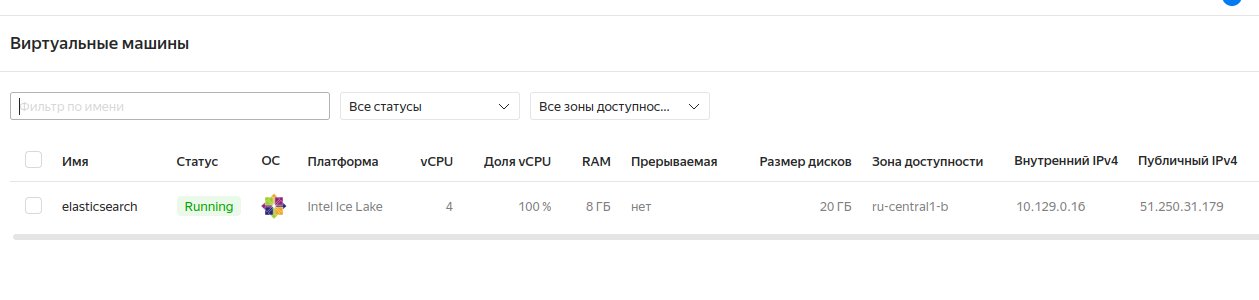 Виртуальные машины
Фильтр по имени
Все статусы
Все зоны доступнос...
Имя Статус ОС Платформа vCPU Доля vCPU RAM Прерываемая Размер дисков Зона доступности Внутренний IPv4 Публичный IPv4
elasticsearch Running Intel Ice Lake 4 100 % 8 ГБ нет 20 ГБ ru-central1-b 10.129.0.16 51.250.31.179